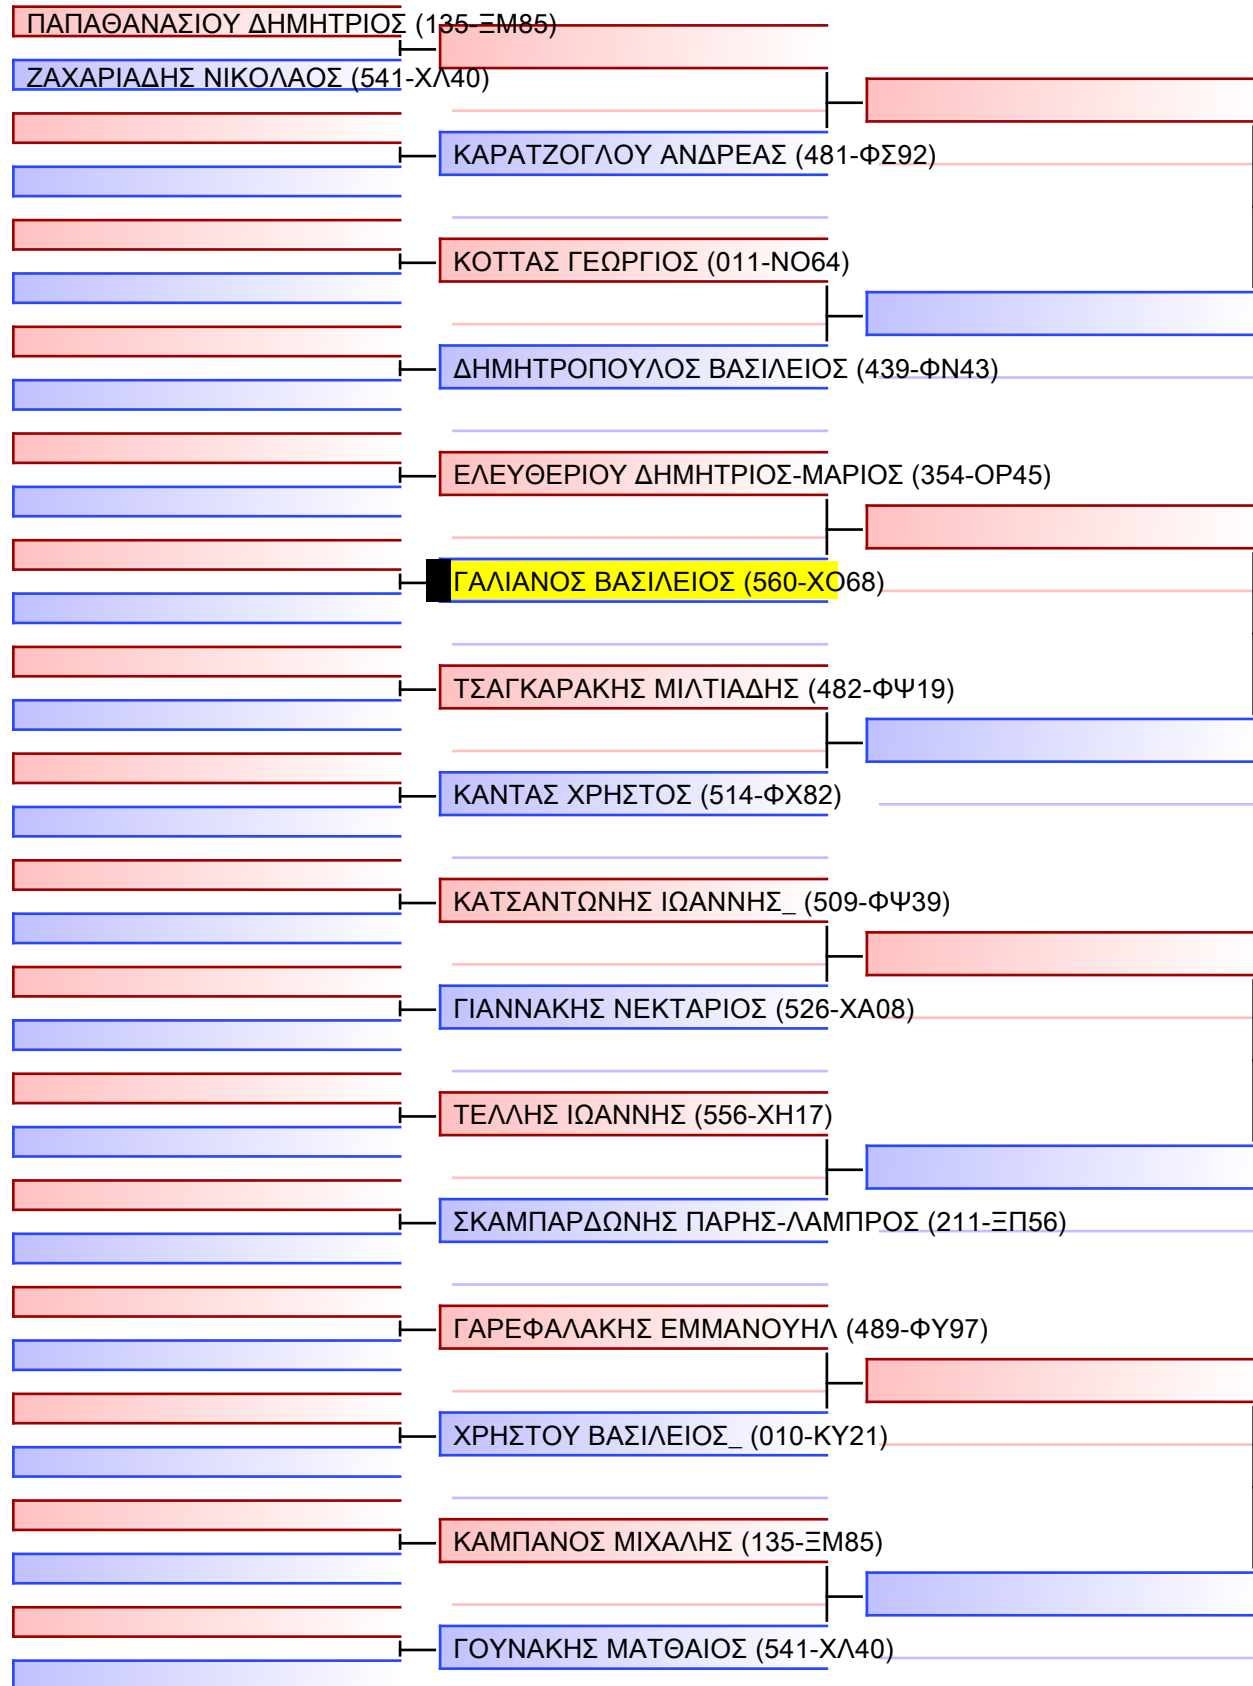 ΠΑΠΑΘΑΝΑΣΙΟΥ ΔΗΜΗΤΡΙΟΣ (135-ΞΜ85)
ΖΑΧΑΡΙΑΔΗΣ ΝΙΚΟΛΑΟΣ (541-ΧΛ40)
ΚΑΡΑΤΖΟΓΛΟΥ ΑΝΔΡΕΑΣ (481-ΦΣ92)
ΚΟΤΤΑΣ ΓΕΩΡΓΙΟΣ (011-ΝΟ64)
ΔΗΜΗΤΡΟΠΟΥΛΟΣ ΒΑΣΙΛΕΙΟΣ (439-ΦΝ43)
ΕΛΕΥΘΕΡΙΟΥ ΔΗΜΗΤΡΙΟΣ-ΜΑΡΙΟΣ (354-ΟΡ45)
ΓΑΛΙΑΝΟΣ ΒΑΣΙΛΕΙΟΣ (560-ΧΟ68)
ΤΣΑΓΚΑΡΑΚΗΣ ΜΙΛΤΙΑΔΗΣ (482-ΦΨ19)
ΚΑΝΤΑΣ ΧΡΗΣΤΟΣ (514-ΦΧ82)
ΚΑΤΣΑΝΤΩΝΗΣ ΙΩΑΝΝΗΣ_ (509-ΦΨ39)
ΓΙΑΝΝΑΚΗΣ ΝΕΚΤΑΡΙΟΣ (526-ΧΑ08)
ΤΕΛΛΗΣ ΙΩΑΝΝΗΣ (556-ΧΗ17)
ΣΚΑΜΠΑΡΔΩΝΗΣ ΠΑΡΗΣ-ΛΑΜΠΡΟΣ (211-ΞΠ56)
ΓΑΡΕΦΑΛΑΚΗΣ ΕΜΜΑΝΟΥΗΛ (489-ΦΥ97)
ΧΡΗΣΤΟΥ ΒΑΣΙΛΕΙΟΣ_ (010-ΚΥ21)
ΚΑΜΠΑΝΟΣ ΜΙΧΑΛΗΣ (135-ΞΜ85)
ΓΟΥΝΑΚΗΣ ΜΑΤΘΑΙΟΣ (541-ΧΛ40)